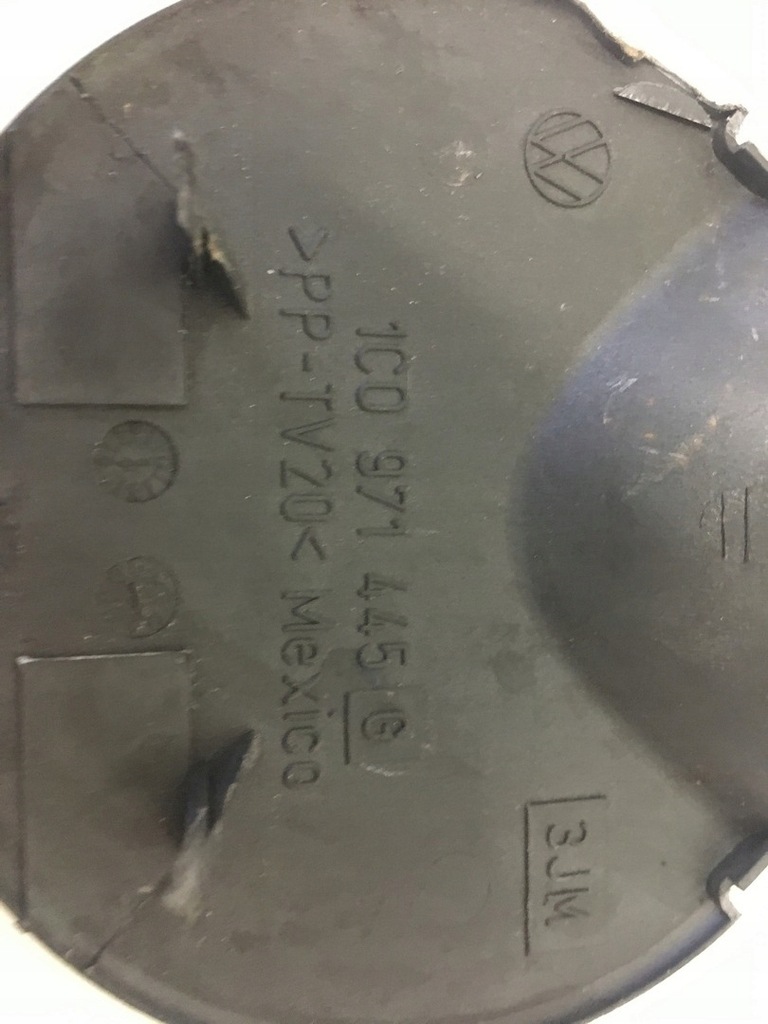 1C0 971 445 G
>PP-TV20< Mexico
3JM